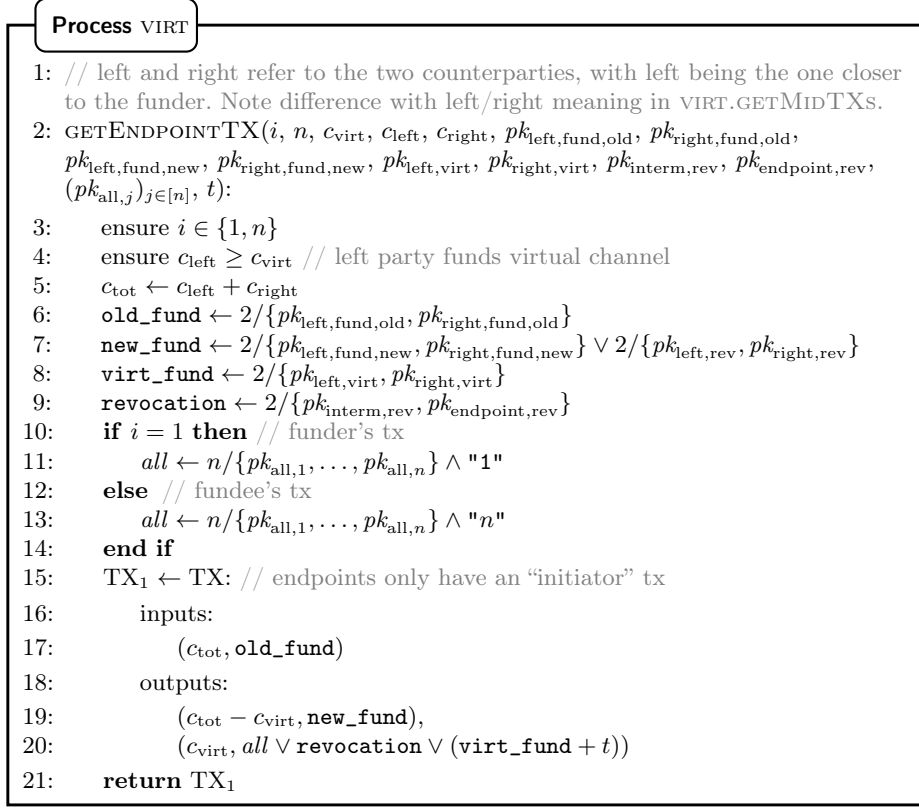 Process VIRT
1: // left and right refer to the two counterparties, with left being the one closer
to the funder. Note difference with left/right meaning in VIRT.GETMIDTXS.
2: GETENDPOINTTX(i, n, c_virt, c_left, c_right, pk_left,fund,old, pk_right,fund,old,
pk_left,fund,new, pk_right,fund,new, pk_left,virt, pk_right,virt, pk_interm,rev, pk_endpoint,rev,
(pk_all,j)_j∈[n], t):
3: ensure i ∈ {1, n}
4: ensure c_left ≥ c_virt // left party funds virtual channel
5: c_tot ← c_left + c_right
6: old_fund ← 2/{pk_left,fund,old, pk_right,fund,old}
7: new_fund ← 2/{pk_left,fund,new, pk_right,fund,new} ∨ 2/{pk_left,rev, pk_right,rev}
8: virt_fund ← 2/{pk_left,virt, pk_right,virt}
9: revocation ← 2/{pk_interm,rev, pk_endpoint,rev}
10: if i = 1 then // funder's tx
11: all ← n/{pk_all,1, . . . , pk_all,n} ∧ "1"
12: else // fundee's tx
13: all ← n/{pk_all,1, . . . , pk_all,n} ∧ "n"
14: end if
15: TX_1 ← TX: // endpoints only have an “initiator” tx
16: inputs:
17: (c_tot, old_fund)
18: outputs:
19: (c_tot − c_virt, new_fund),
20: (c_virt, all ∨ revocation ∨ (virt_fund + t))
21: return TX_1